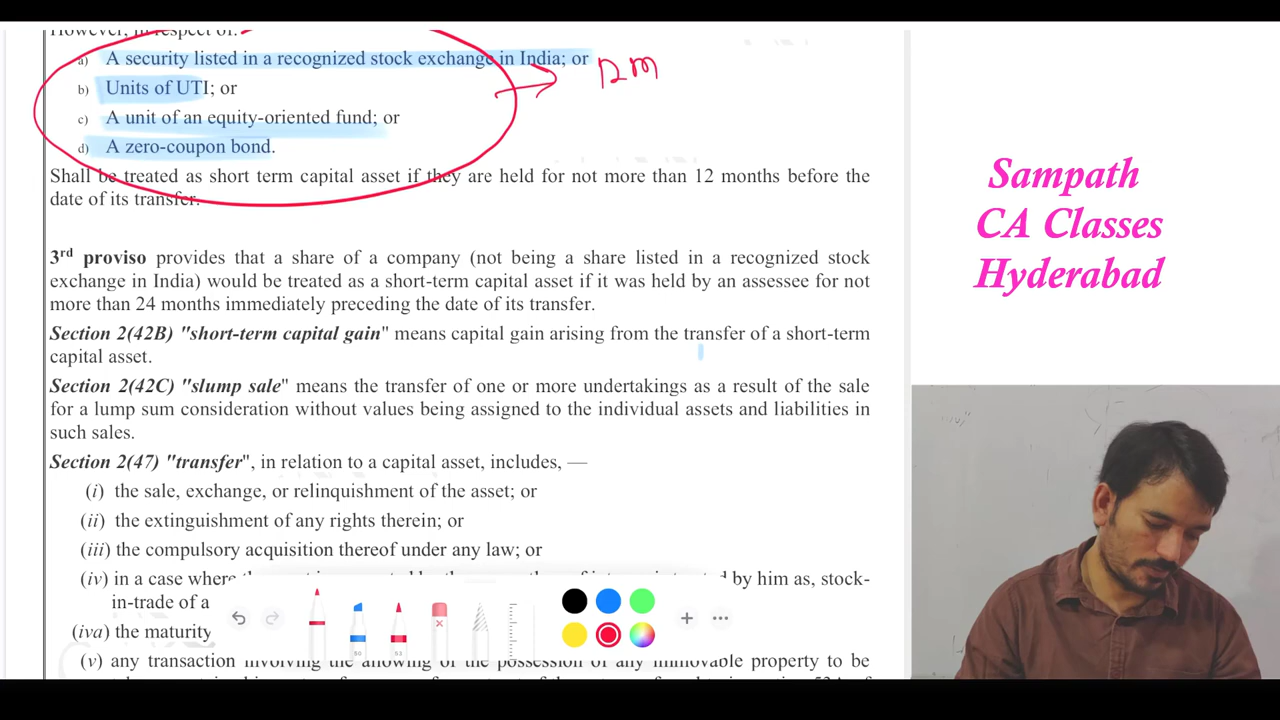 However, in respect of:
a) A security listed in a recognized stock exchange in India; or
12m
b) Units of UTI; or
c) A unit of an equity-oriented fund; or
d) A zero-coupon bond.
Shall be treated as short term capital asset if they are held for not more than 12 months before the
date of its transfer.
3rd proviso provides that a share of a company (not being a share listed in a recognized stock
exchange in India) would be treated as a short-term capital asset if it was held by an assessee for not
more than 24 months immediately preceding the date of its transfer.
Section 2(42B) "short-term capital gain" means capital gain arising from the transfer of a short-term
capital asset.
Section 2(42C) "slump sale" means the transfer of one or more undertakings as a result of the sale
for a lump sum consideration without values being assigned to the individual assets and liabilities in
such sales.
Section 2(47) "transfer", in relation to a capital asset, includes, —
(i) the sale, exchange, or relinquishment of the asset; or
(ii) the extinguishment of any rights therein; or
(iii) the compulsory acquisition thereof under any law; or
(iv) in a case where by him as, stock-
in-trade of a
(iva) the maturity
(v) any transaction involving the allowing of the possession of any immovable property to be
50
53
Sampath
CA Classes
Hyderabad